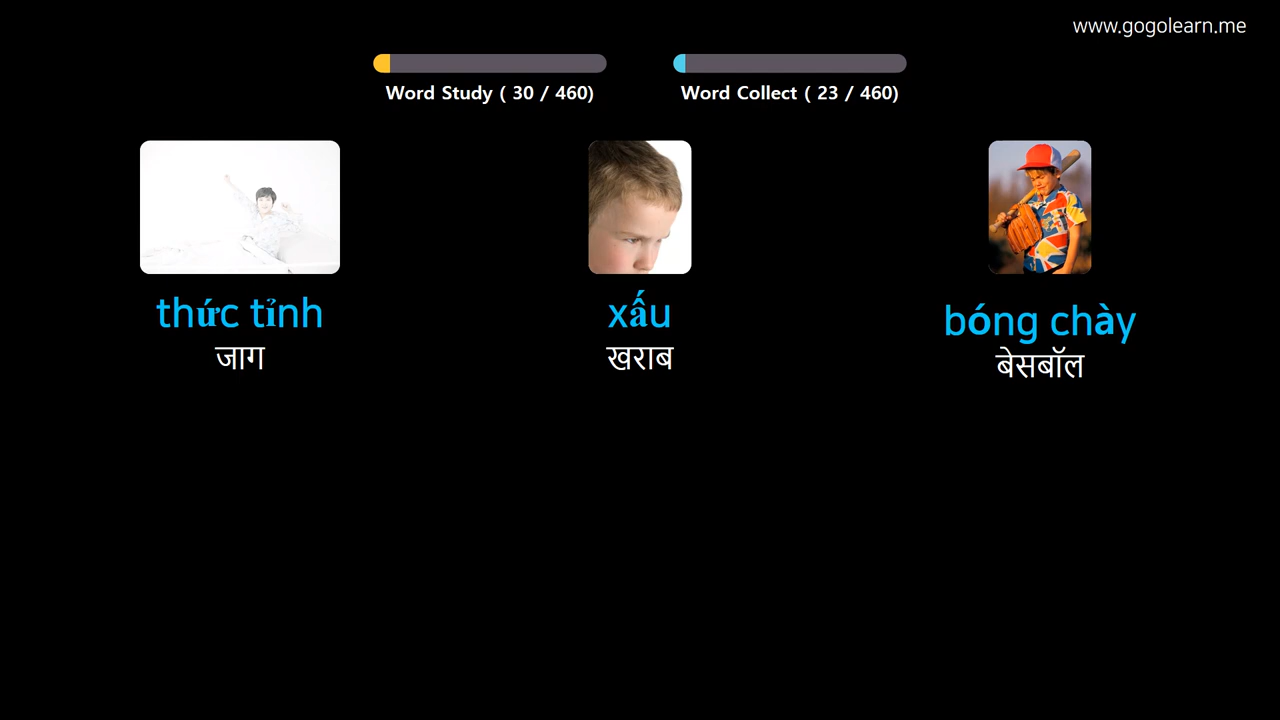 www.gogolearn.me
Word Study ( 30 / 460)
Word Collect ( 23 / 460)
thức tỉnh
जाग
xấu
खराब
bóng chày
बेसबॉल